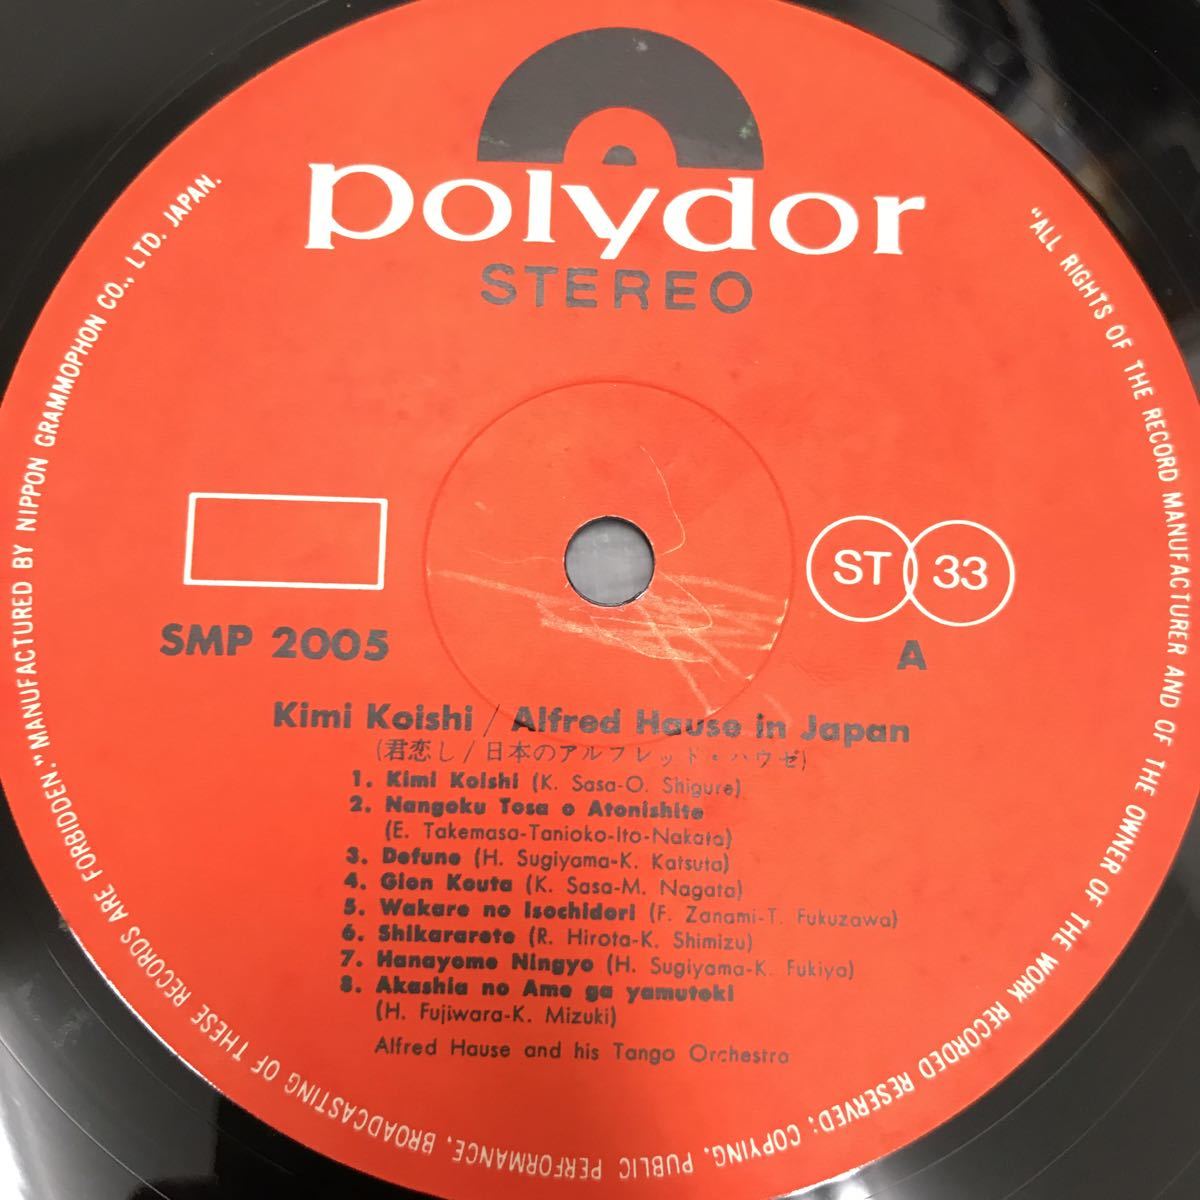 polydor
STEREO
ST 33
SMP 2005
A
Kimi Koishi / Alfred Hause in Japan
(君恋し/日本のアルフレッド・ハウゼ)
1. Kimi Koishi (K. Sasa-O. Shigure)
2. Nangoku Tosa o Atonishite
(E. Takemasa-Tanioko-Ito-Nakata)
3. Defune (H. Sugiyama-K. Katsuta)
4. Gion Kouta (K. Sasa-M. Nagata)
5. Wakare no Isochidori (F. Zanami-T. Fukuzawa)
6. Shikararete (R. Hirota-K. Shimizu)
7. Hanayome Ningyo (H. Sugiyama-K. Fukiya)
8. Akashia no Ame ga yamutoki
(H. Fujiwara-K. Mizuki)
Alfred Hause and his Tango Orchestra
"ALL RIGHTS OF THE RECORD MANUFACTURER AND OF THE OWNER OF THE WORK RECORDED RESERVED: COPYING, PUBLIC PERFORMANCE, BROADCASTING OF THESE RECORDS ARE FORBIDDEN." MANUFACTURED BY NIPPON GRAMMOPHON CO., LTD. JAPAN.